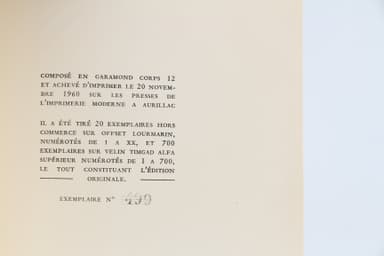 COMPOSÉ EN GARAMOND CORPS 12
ET ACHEVÉ D'IMPRIMER LE 20 NOVEM-
BRE 1960 SUR LES PRESSES DE
L'IMPRIMERIE MODERNE A AURILLAC
IL A ÉTÉ TIRÉ 20 EXEMPLAIRES HORS
COMMERCE SUR OFFSET LOURMARIN,
NUMÉROTÉS DE I A XX, ET 700
EXEMPLAIRES SUR VELIN TIMGAD ALFA
SUPÉRIEUR NUMÉROTÉS DE 1 A 700,
LE TOUT CONSTITUANT L'ÉDITION
ORIGINALE.
EXEMPLAIRE N°